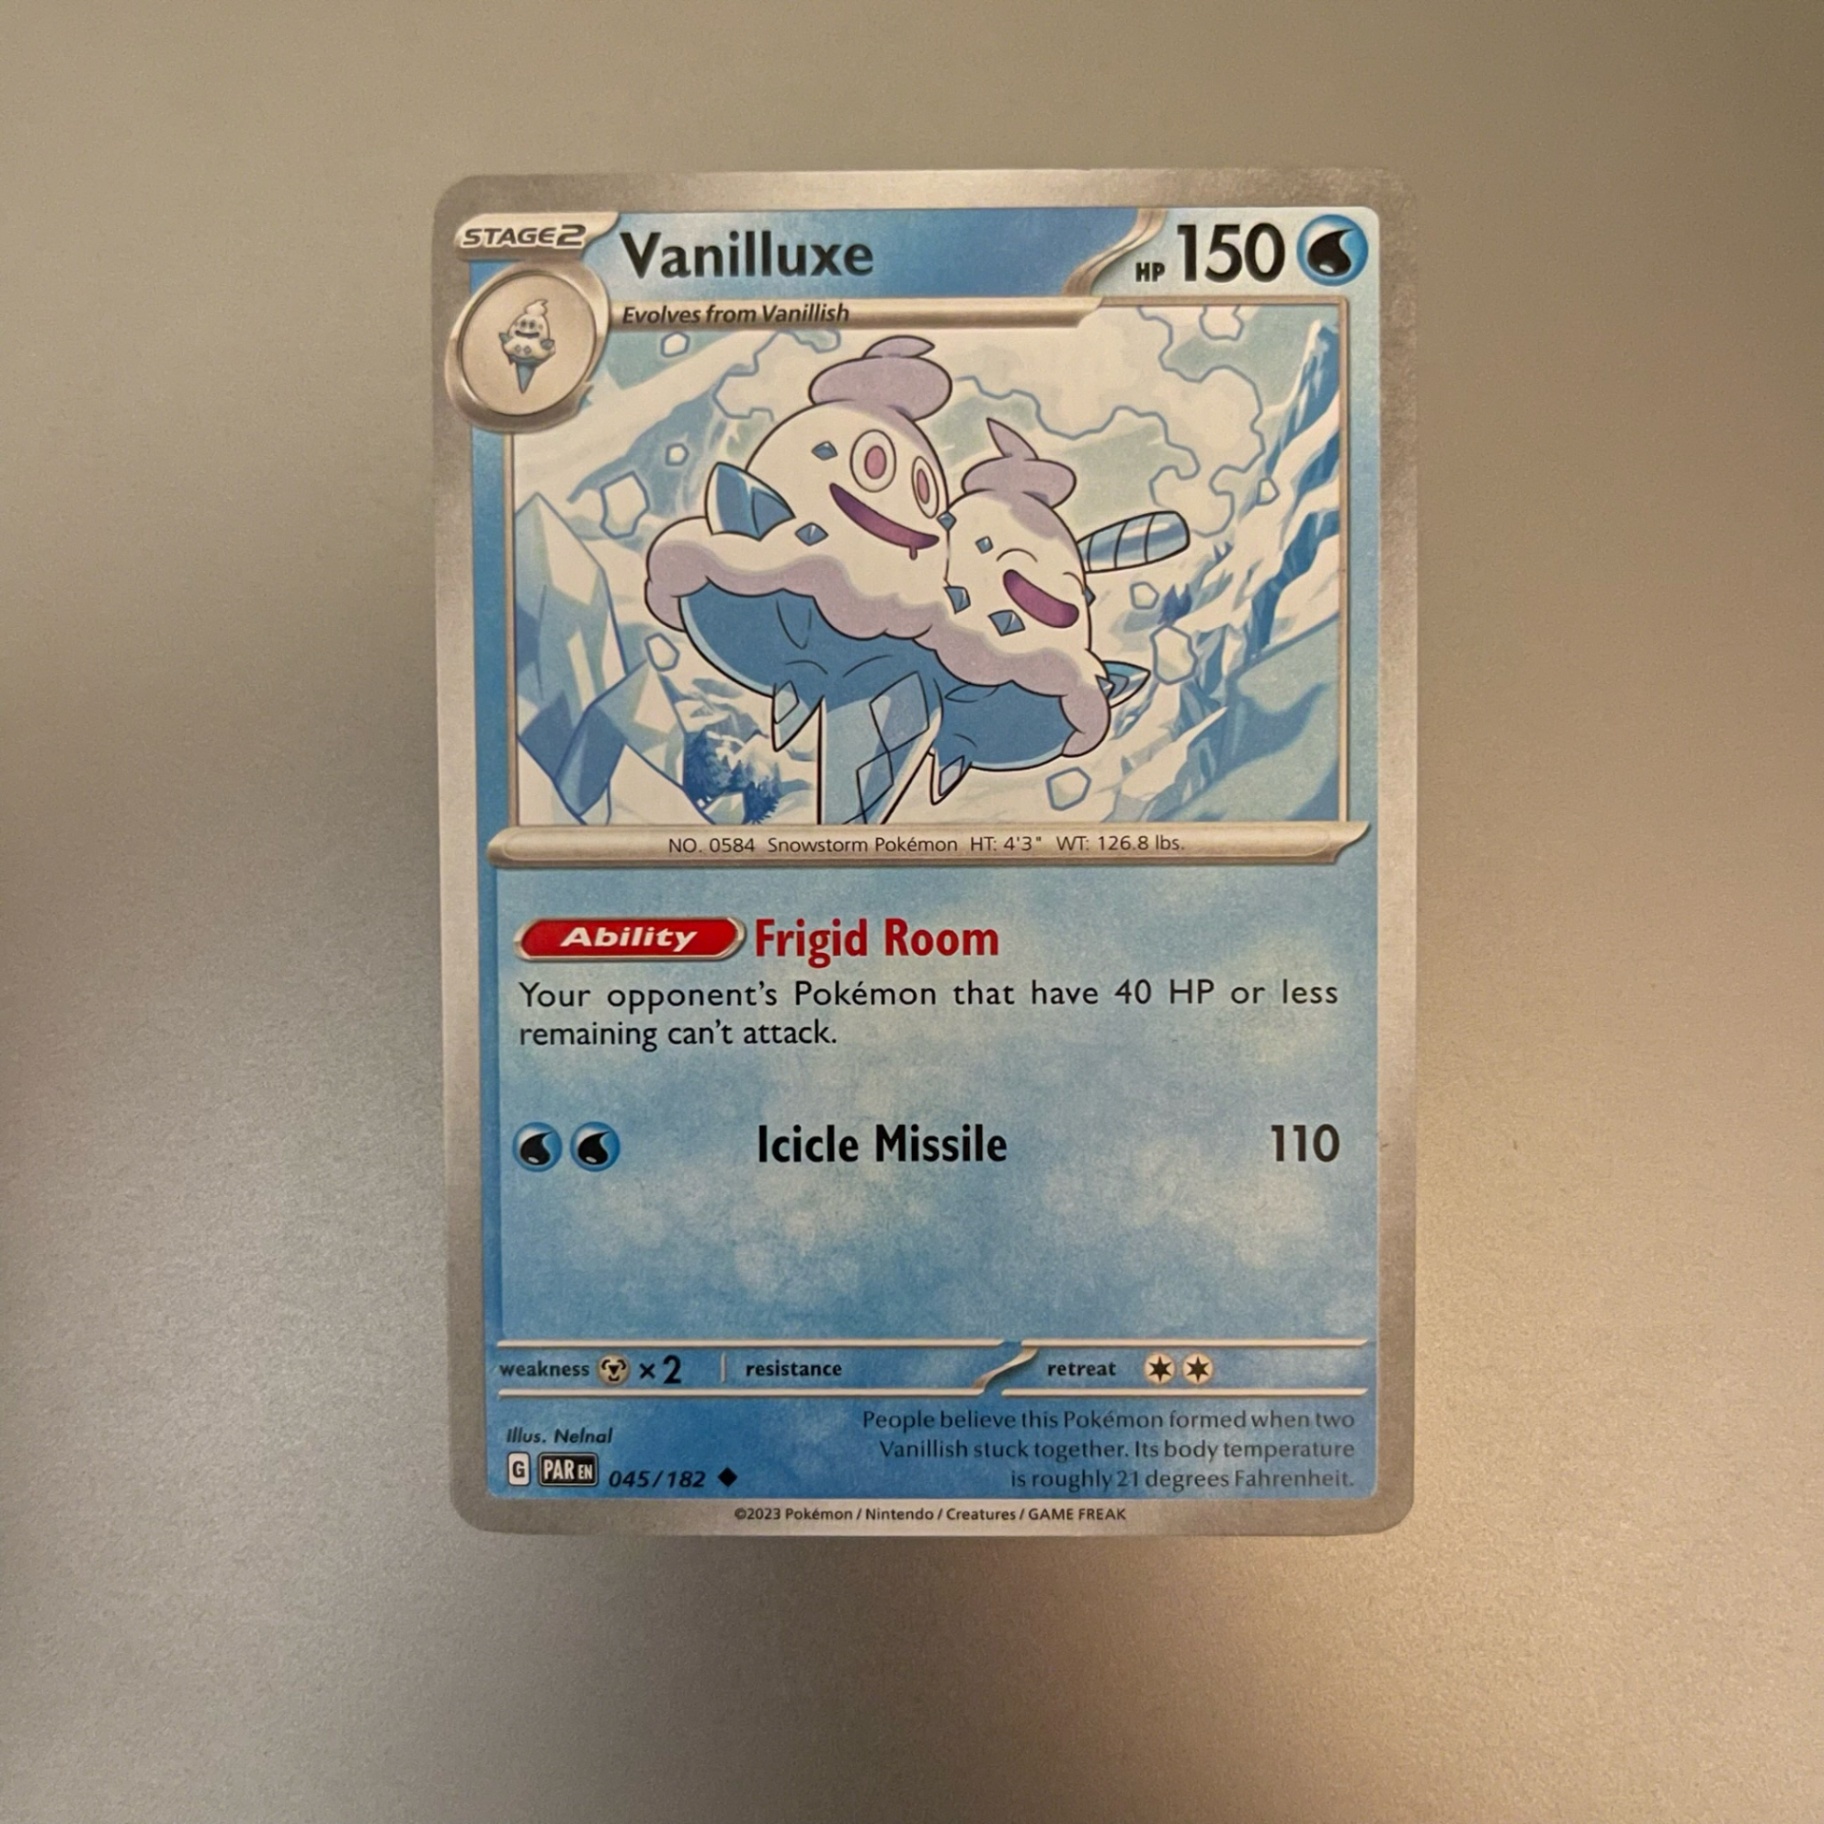 STAGE2
Vanilluxe
HP 150
Evolves from Vanillish
NO. 0584 Snowstorm Pokémon HT: 4'3" WT: 126.8 lbs.
Ability Frigid Room
Your opponent's Pokémon that have 40 HP or less
remaining can't attack.
Icicle Missile 110
weakness ×2 resistance retreat
Illus. Nelnal
G PAR EN 045/182
People believe this Pokémon formed when two
Vanillish stuck together. Its body temperature
is roughly 21 degrees Fahrenheit.
©2023 Pokémon / Nintendo / Creatures / GAME FREAK